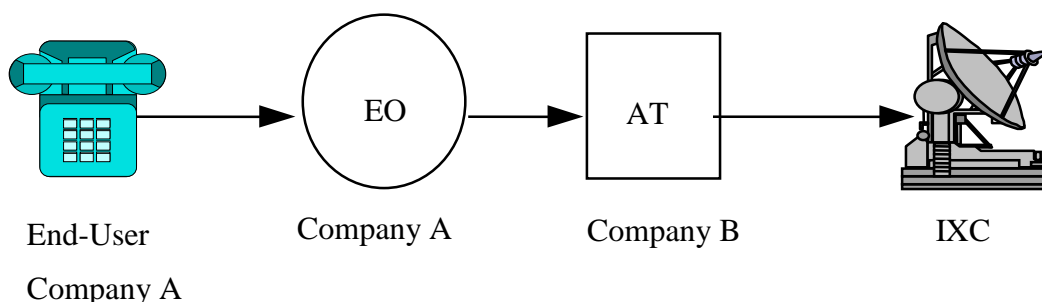 EO
AT
End-User
Company A
Company A
Company B
IXC